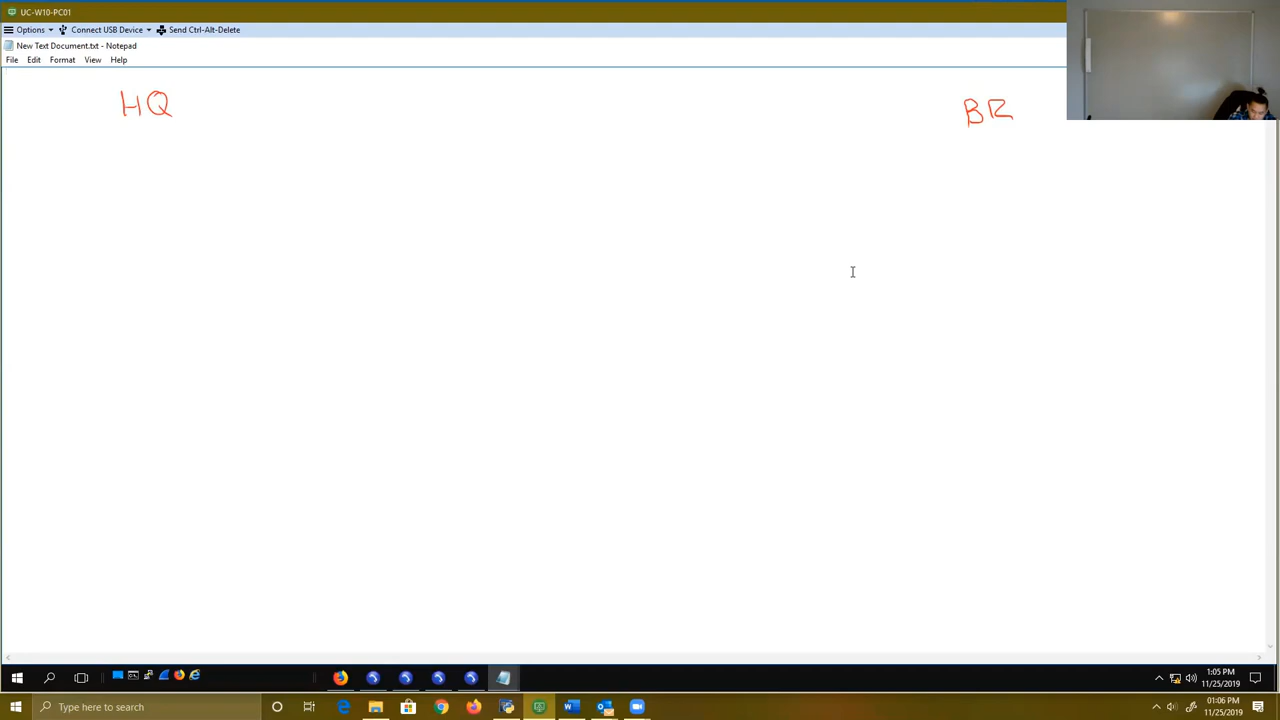 UC-W10-PC01
Options Connect USB Device Send Ctrl-Alt-Delete
New Text Document.txt - Notepad
File Edit Format View Help
HQ BR
1:05 PM
11/25/2019
Type here to search
01:06 PM
11/25/2019